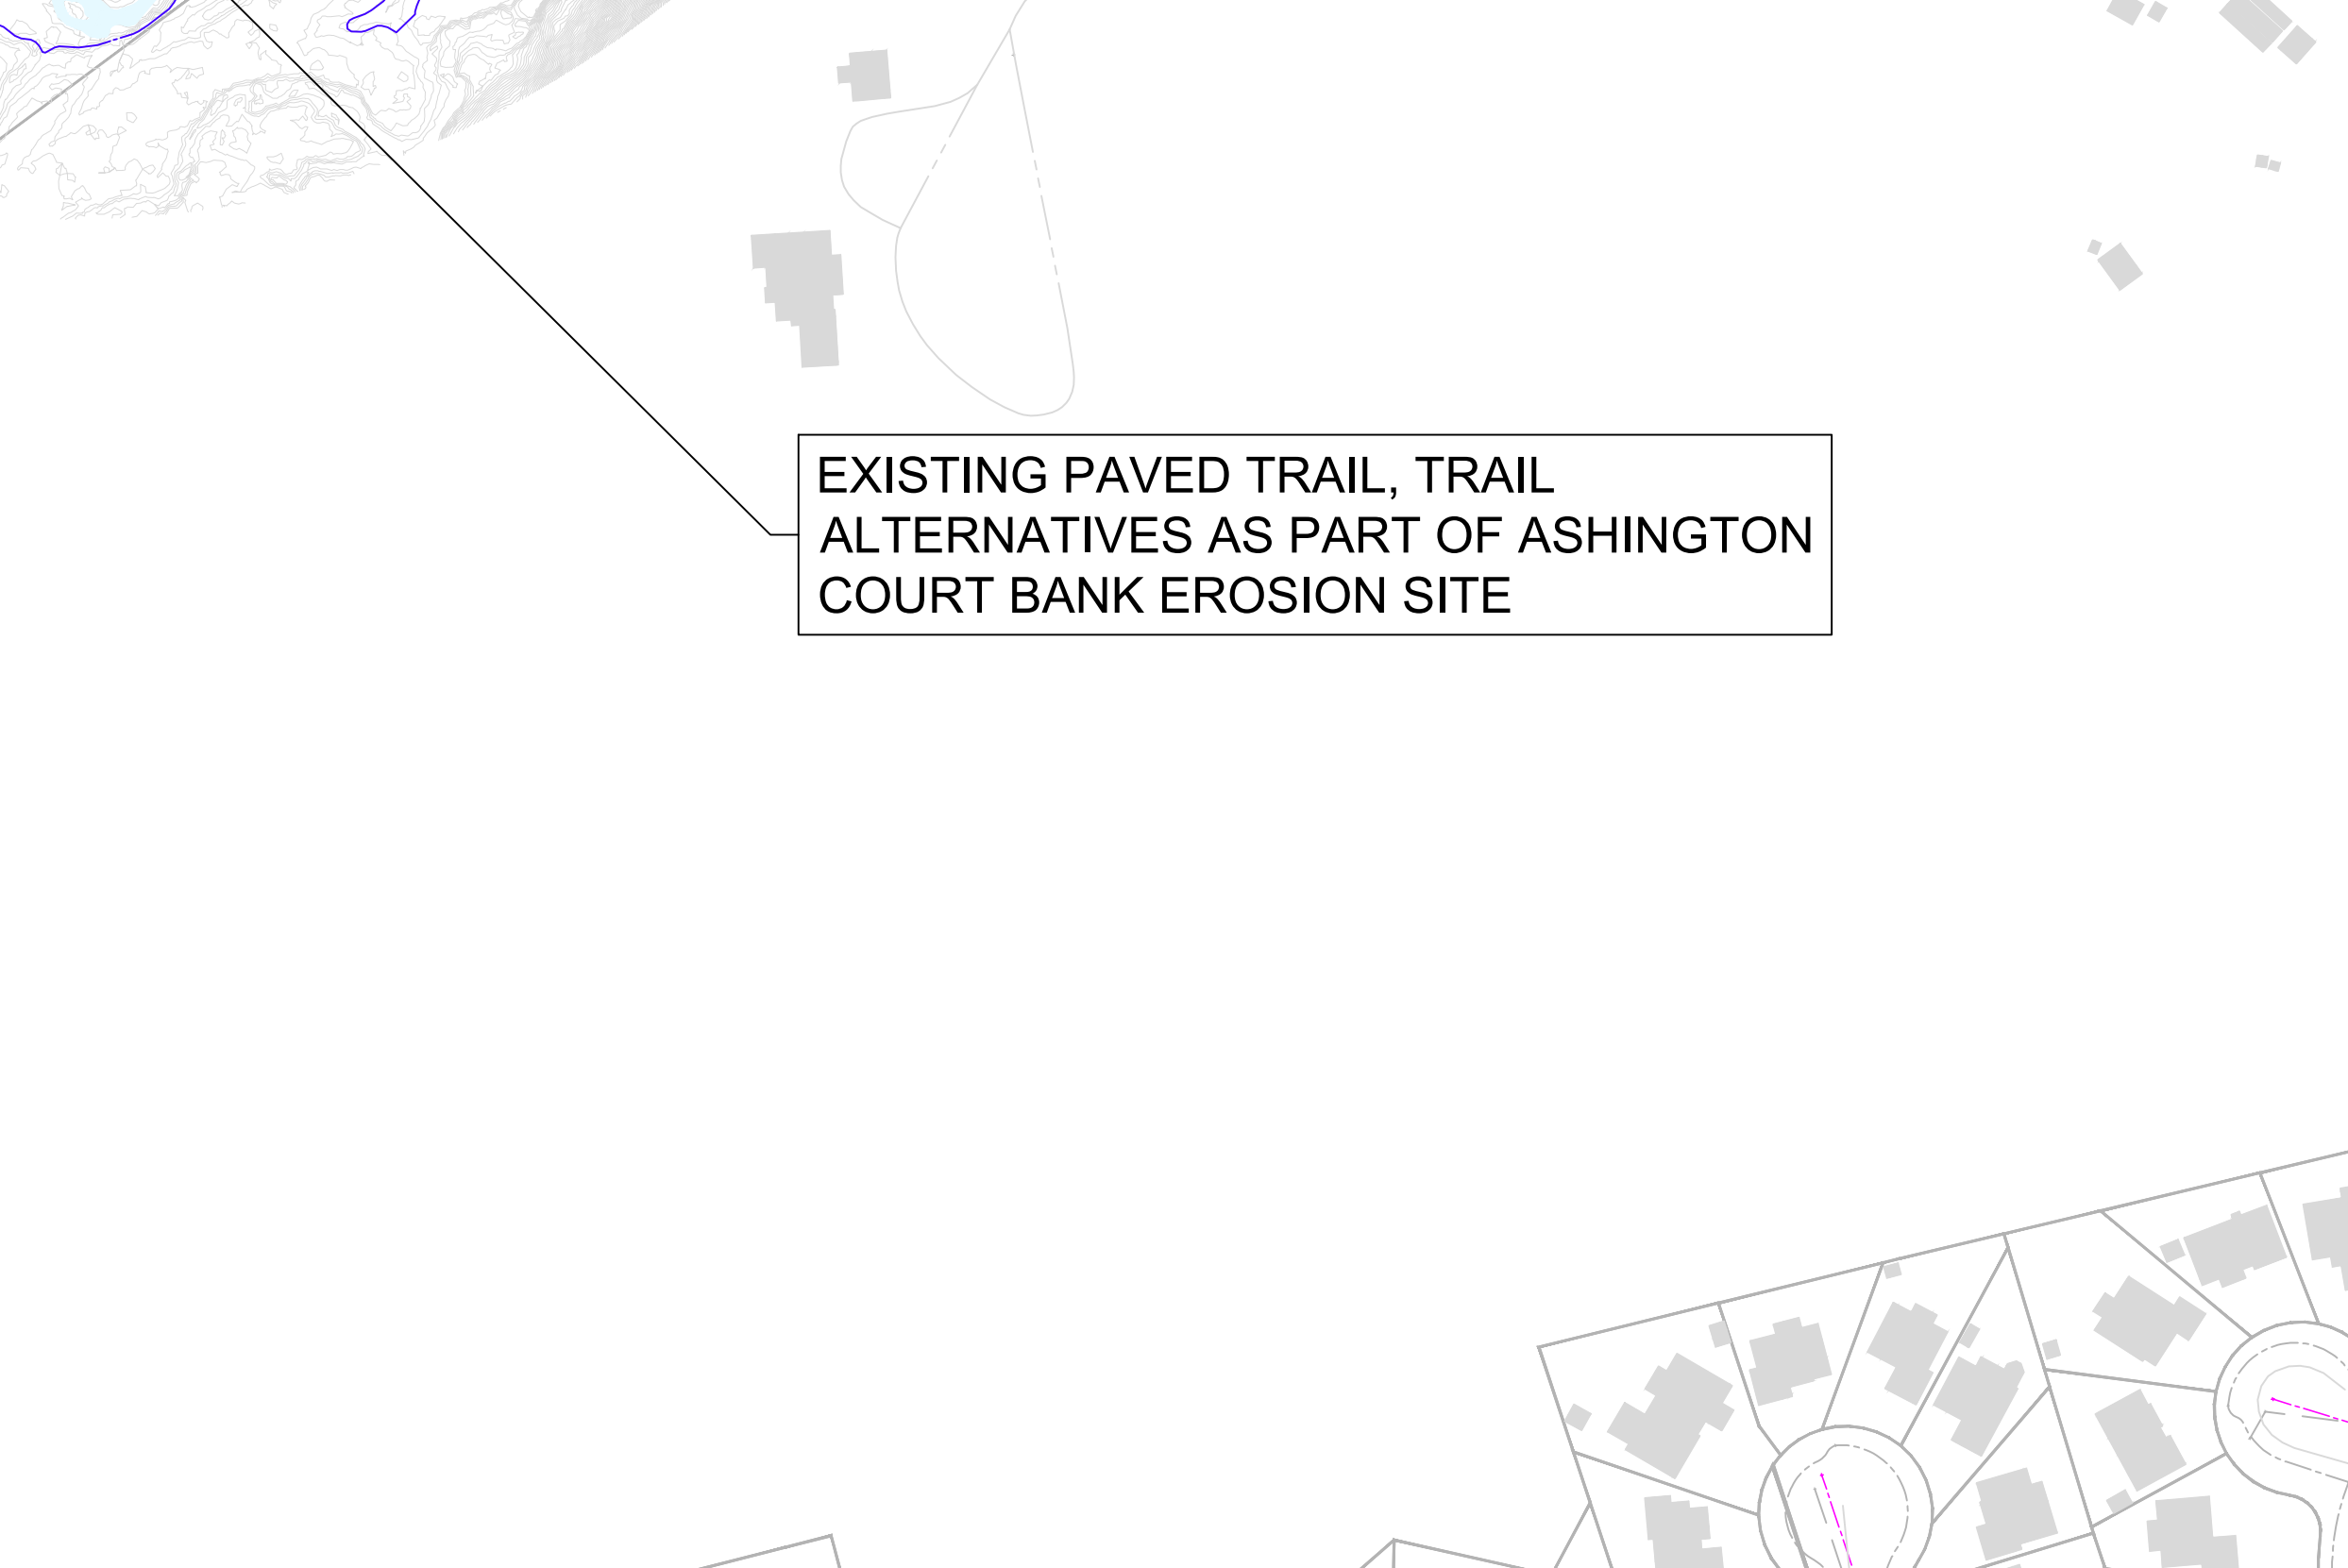 EXISTING PAVED TRAIL, TRAIL
ALTERNATIVES AS PART OF ASHINGTON
COURT BANK EROSION SITE